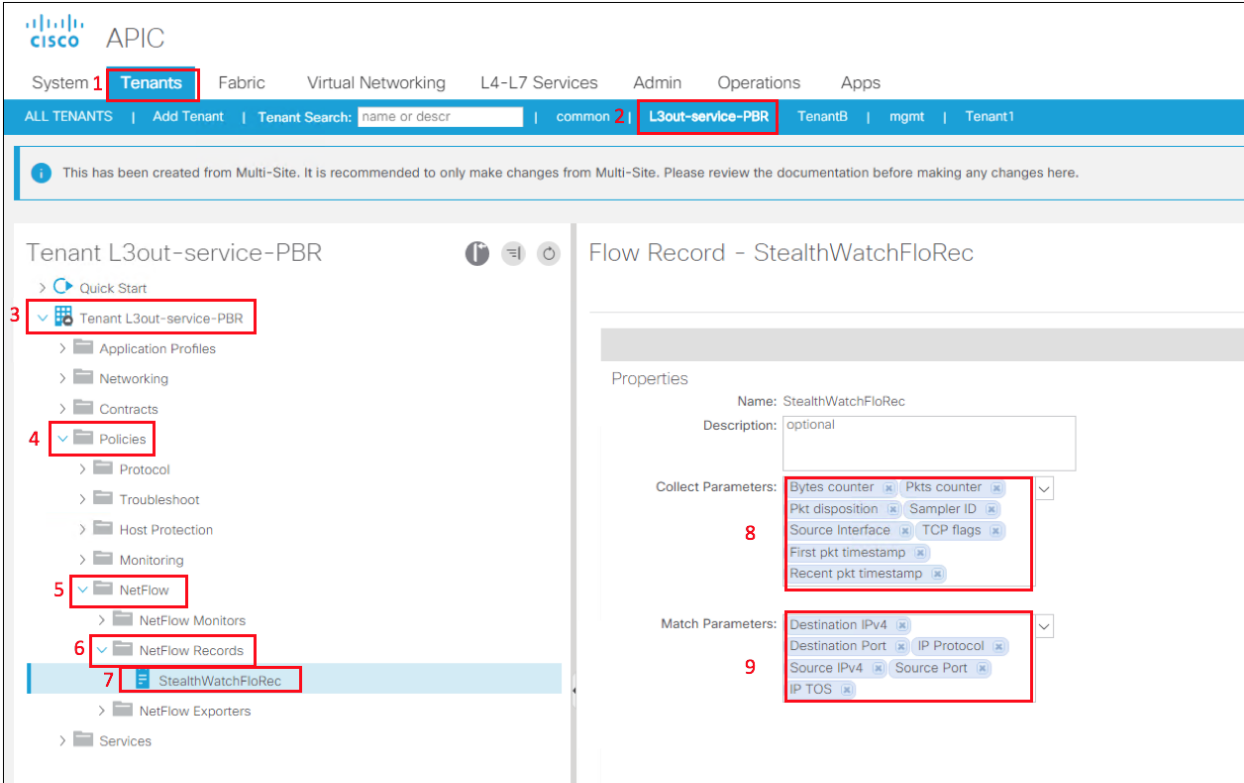 CISCO APIC
System 1 Tenants Fabric Virtual Networking L4-L7 Services Admin Operations Apps
ALL TENANTS | Add Tenant | Tenant Search: name or descr | common 2 | L3out-service-PBR TenantB | mgmt | Tenant1
i This has been created from Multi-Site. It is recommended to only make changes from Multi-Site. Please review the documentation before making any changes here.
Tenant L3out-service-PBR
Quick Start
3 Tenant L3out-service-PBR
Application Profiles
Networking
Contracts
4 Policies
Protocol
Troubleshoot
Host Protection
Monitoring
5 NetFlow
NetFlow Monitors
6 NetFlow Records
7 StealthWatchFloRec
NetFlow Exporters
Services
Flow Record - StealthWatchFloRec
Properties
Name: StealthWatchFloRec
Description: optional
Collect Parameters: Bytes counter Pkts counter
Pkt disposition Sampler ID
8 Source Interface TCP flags
First pkt timestamp
Recent pkt timestamp
Match Parameters: Destination IPv4
Destination Port IP Protocol
9 Source IPv4 Source Port
IP TOS